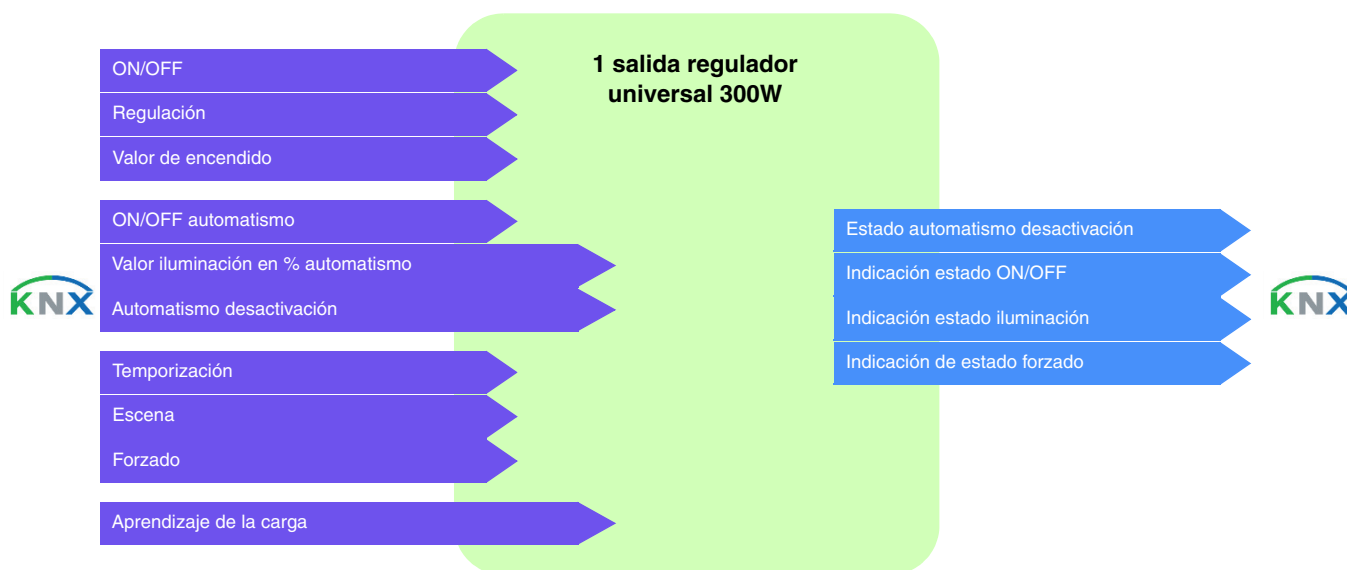 1 salida regulador
universal 300W
ON/OFF
Regulación
Valor de encendido
ON/OFF automatismo
Valor iluminación en % automatismo
Automatismo desactivación
Temporización
Escena
Forzado
Aprendizaje de la carga
KNX
Estado automatismo desactivación
Indicación estado ON/OFF
Indicación estado iluminación
Indicación de estado forzado
KNX